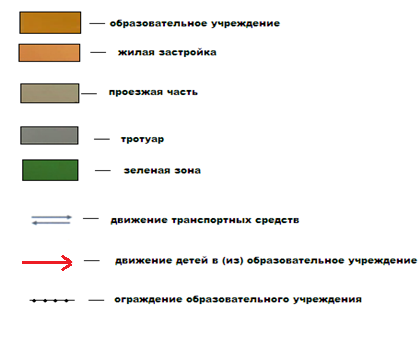 — образовательное учреждение
— жилая застройка
— проезжая часть
— тротуар
— зеленая зона
— движение транспортных средств
— движение детей в (из) образовательное учреждение
— ограждение образовательного учреждения